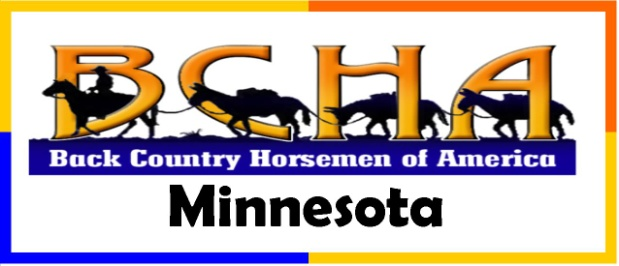 BCHA
Back Country Horsemen of America
Minnesota